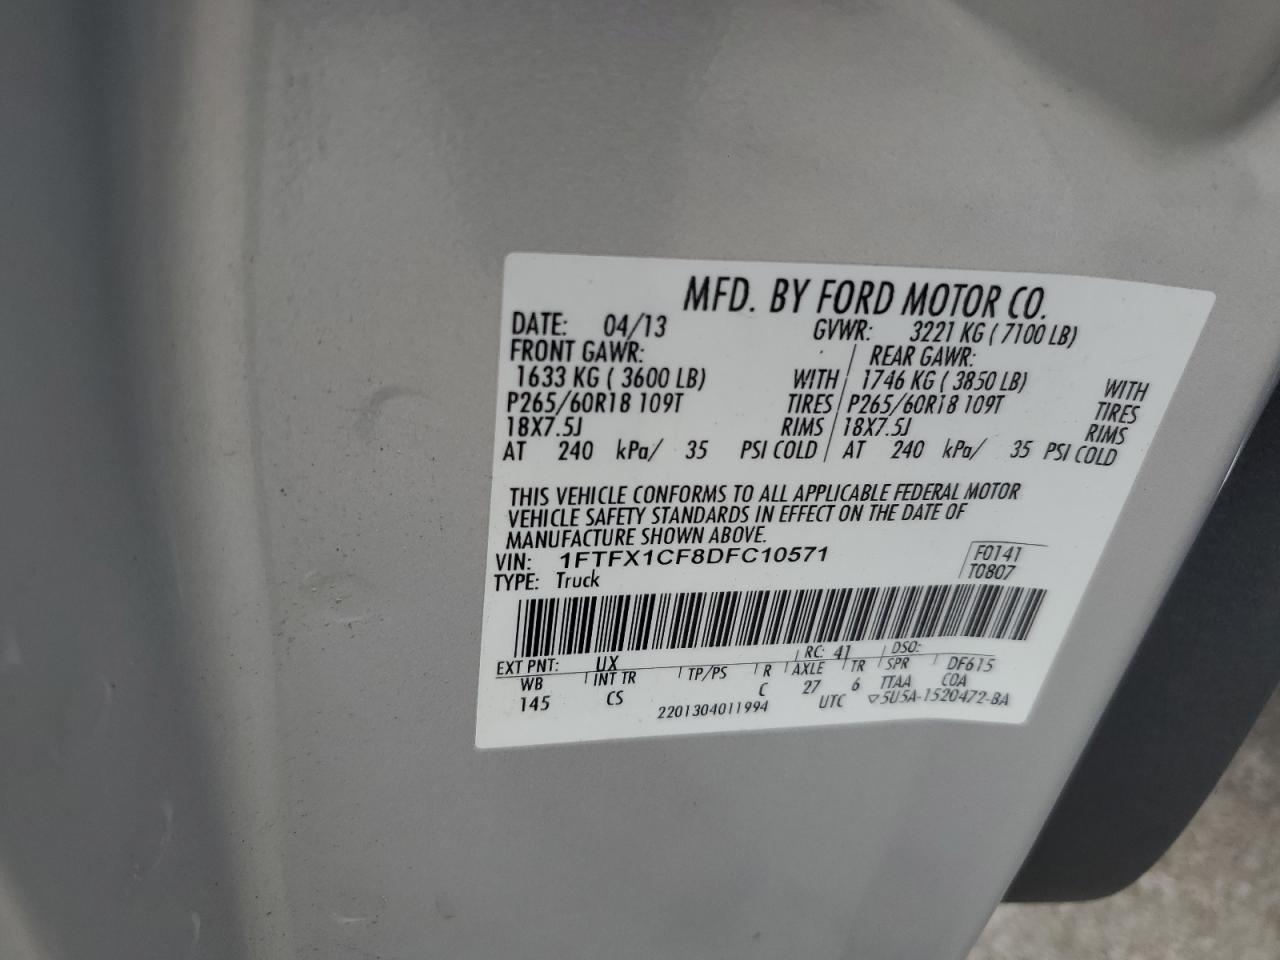 MFD. BY FORD MOTOR CO.
DATE: 04/13 GVWR: 3221 KG ( 7100 LB)
FRONT GAWR: REAR GAWR:
1633 KG ( 3600 LB) WITH 1746 KG ( 3850 LB) WITH
P265/60R18 109T TIRES P265/60R18 109T TIRES
18X7.5J RIMS 18X7.5J RIMS
AT 240 kPa/ 35 PSI COLD AT 240 kPa/ 35 PSI COLD
THIS VEHICLE CONFORMS TO ALL APPLICABLE FEDERAL MOTOR
VEHICLE SAFETY STANDARDS IN EFFECT ON THE DATE OF
MANUFACTURE SHOWN ABOVE.
VIN: 1FTFX1CF8DFC10571 F0141
TYPE: Truck T0807
EXT PNT: UX RC: 41 DSO:
WB INT TR TP/PS R AXLE TR SPR DF615
145 CS C 27 6 TTAA COA
2201304011994 UTC ▽5U5A-1520472-BA